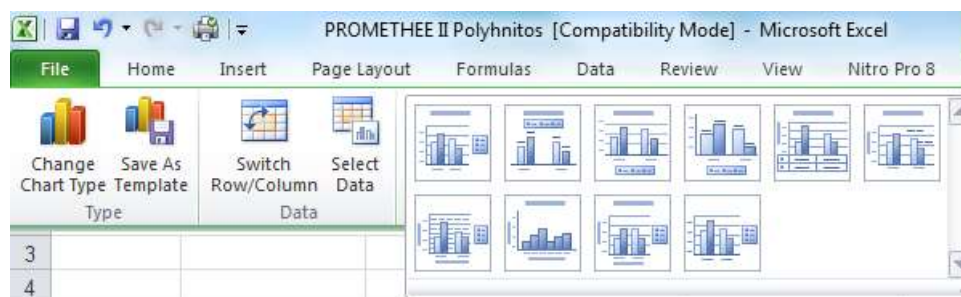 PROMETHEE II Polyhnitos [Compatibility Mode] - Microsoft Excel
File Home Insert Page Layout Formulas Data Review View Nitro Pro 8
Change Chart Type
Save As Template
Switch Row/Column
Select Data
Type Data
3
4